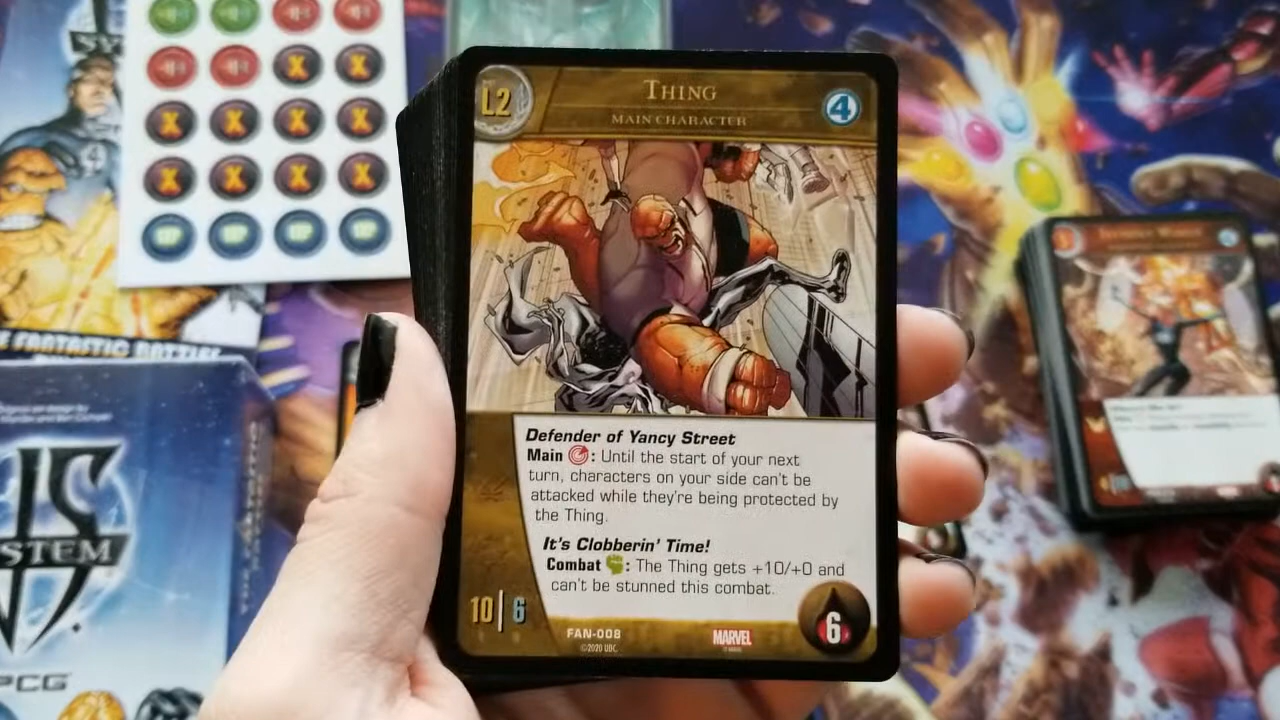 L2
THING
MAIN CHARACTER
4
Defender of Yancy Street
Main : Until the start of your next
turn, characters on your side can't be
attacked while they're being protected by
the Thing.
It's Clobberin' Time!
Combat : The Thing gets +10/+0 and
can't be stunned this combat.
10|6
6
FAN-008
©2020 UDC.
MARVEL
X X
X X X X
X X X X
FANTASTIC BATTLES
VS
SYSTEM
PCG